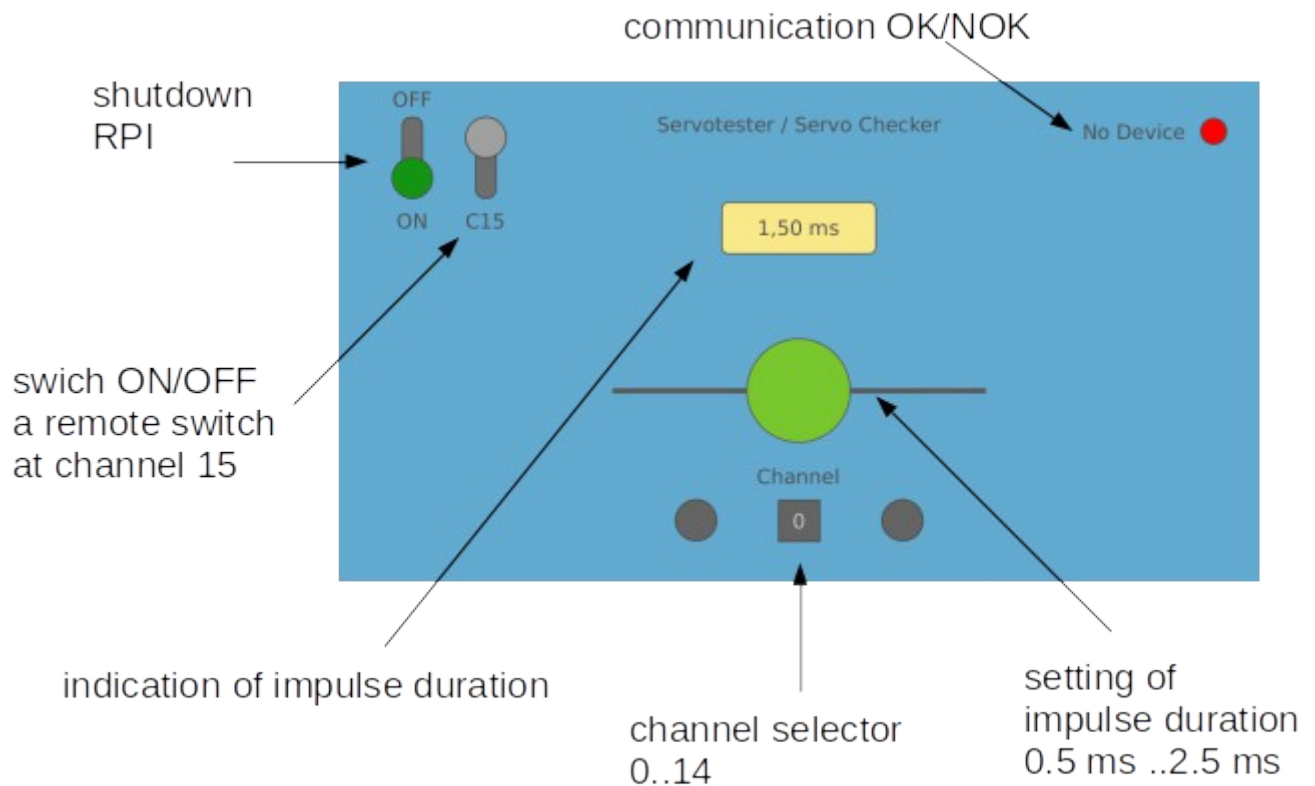 communication OK/NOK
shutdown
RPI
OFF
Servotester / Servo Checker
No Device
ON
C15
1,50 ms
swich ON/OFF
a remote switch
at channel 15
Channel
0
indication of impulse duration
channel selector
0..14
setting of
impulse duration
0.5 ms ..2.5 ms